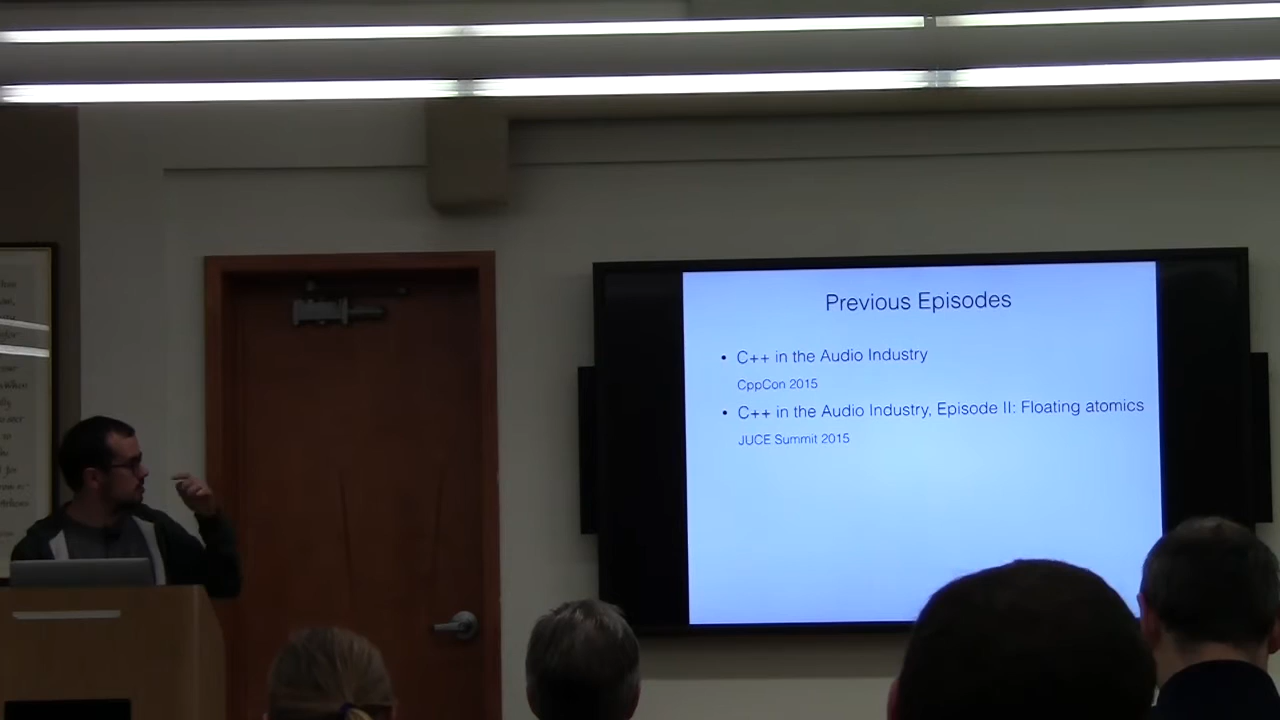 Previous Episodes
• C++ in the Audio Industry
CppCon 2015
• C++ in the Audio Industry, Episode II: Floating atomics
JUCE Summit 2015